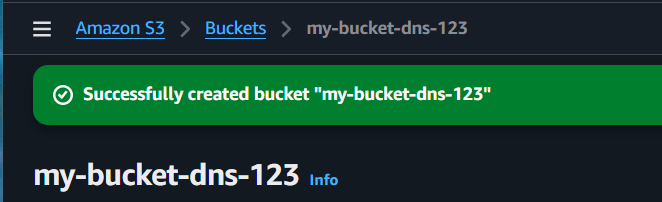 Amazon S3 > Buckets > my-bucket-dns-123
Successfully created bucket "my-bucket-dns-123"
my-bucket-dns-123 Info